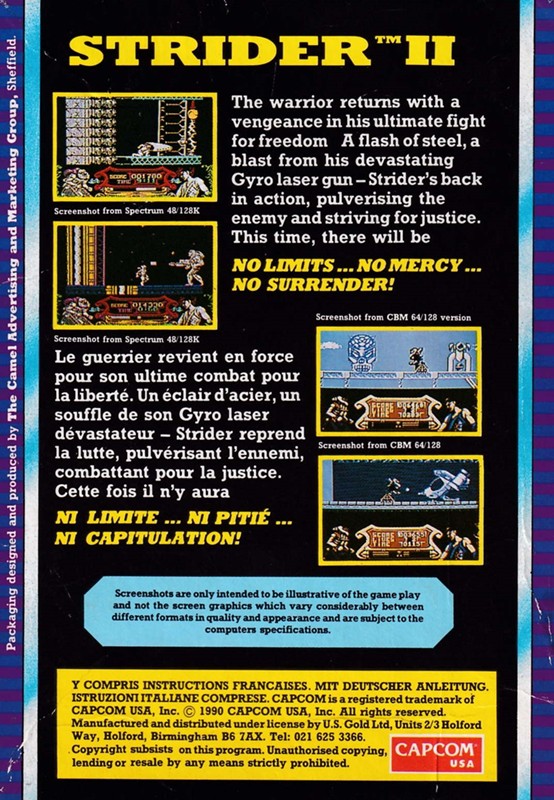 STRIDER™ II
The warrior returns with a
vengeance in his ultimate fight
for freedom A flash of steel, a
blast from his devastating
Gyro laser gun – Strider's back
in action, pulverising the
enemy and striving for justice.
This time, there will be
NO LIMITS ... NO MERCY ...
NO SURRENDER!
SCORE 001780
TIME
Screenshot from Spectrum 48/128K
SCORE 014220
TIME
Screenshot from Spectrum 48/128K
Le guerrier revient en force
pour son ultime combat pour
la liberté. Un éclair d'acier, un
souffle de son Gyro laser
dévastateur – Strider reprend
la lutte, pulvérisant l'ennemi,
combattant pour la justice.
Cette fois il n'y aura
NI LIMITE ... NI PITIÉ ...
NI CAPITULATION!
Screenshot from CBM 64/128 version
SCORE
TIME
Screenshot from CBM 64/128
SCORE
TIME
Screenshots are only intended to be illustrative of the game play
and not the screen graphics which vary considerably between
different formats in quality and appearance and are subject to the
computers specifications.
Y COMPRIS INSTRUCTIONS FRANCAISES. MIT DEUTSCHER ANLEITUNG.
ISTRUZIONI ITALIANE COMPRESE. CAPCOM is a registered trademark of
CAPCOM USA, Inc. © 1990 CAPCOM USA, Inc. All rights reserved.
Manufactured and distributed under license by U.S. Gold Ltd, Units 2/3 Holford
Way, Holford, Birmingham B6 7AX. Tel: 021 625 3366.
Copyright subsists on this program. Unauthorised copying,
lending or resale by any means strictly prohibited.
CAPCOM
USA
Packaging designed and produced by The Camel Advertising and Marketing Group, Sheffield.